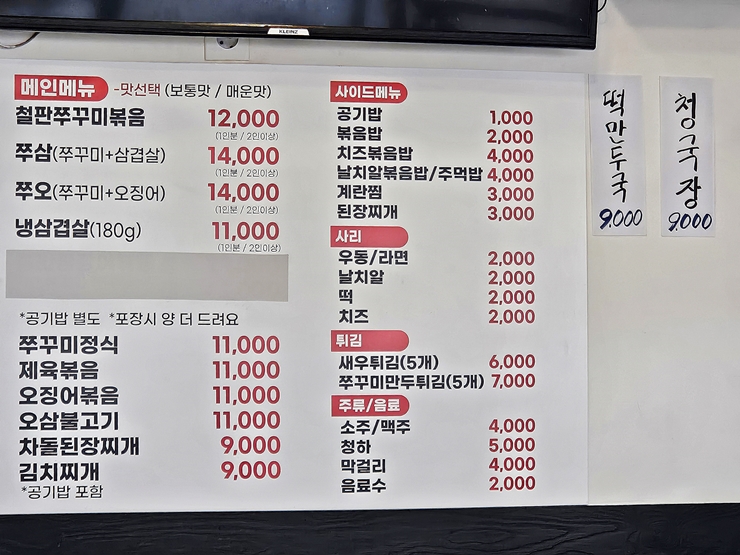 KLEINZ
메인메뉴 -맛선택 (보통맛 / 매운맛)
철판쭈꾸미볶음 12,000
(1인분 / 2인이상)
쭈삼(쭈꾸미+삼겹살) 14,000
(1인분 / 2인이상)
쭈오(쭈꾸미+오징어) 14,000
(1인분 / 2인이상)
냉삼겹살(180g) 11,000
(1인분 / 2인이상)
*공기밥 별도 *포장시 양 더 드려요
쭈꾸미정식 11,000
제육볶음 11,000
오징어볶음 11,000
오삼불고기 11,000
차돌된장찌개 9,000
김치찌개 9,000
*공기밥 포함
사이드메뉴
공기밥 1,000
볶음밥 2,000
치즈볶음밥 4,000
날치알볶음밥/주먹밥 4,000
계란찜 3,000
된장찌개 3,000
사리
우동/라면 2,000
날치알 2,000
떡 2,000
치즈 2,000
튀김
새우튀김(5개) 6,000
쭈꾸미만두튀김(5개) 7,000
주류/음료
소주/맥주 4,000
청하 5,000
막걸리 4,000
음료수 2,000
떡만두국
9.000
청국장
9.000